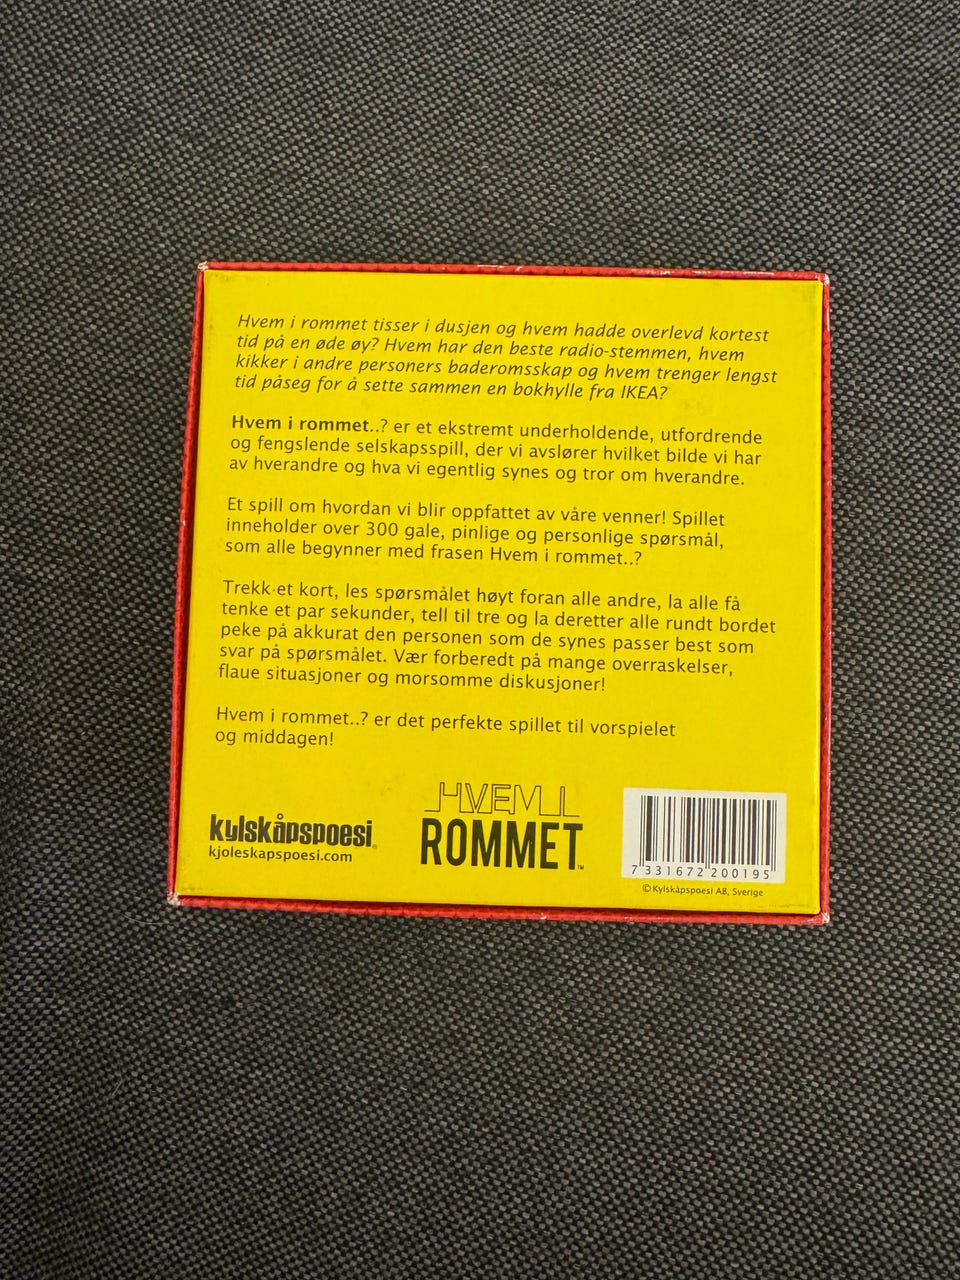 Hvem i rommet tisser i dusjen og hvem hadde overlevd kortest
tid på en øde øy? Hvem har den beste radio-stemmen, hvem
kikker i andre personers baderomsskap og hvem trenger lengst
tid påseg for å sette sammen en bokhylle fra IKEA?
Hvem i rommet..? er et ekstremt underholdende, utfordrende
og fengslende selskapsspill, der vi avslører hvilket bilde vi har
av hverandre og hva vi egentlig synes og tror om hverandre.
Et spill om hvordan vi blir oppfattet av våre venner! Spillet
inneholder over 300 gale, pinlige og personlige spørsmål,
som alle begynner med frasen Hvem i rommet..?
Trekk et kort, les spørsmålet høyt foran alle andre, la alle få
tenke et par sekunder, tell til tre og la deretter alle rundt bordet
peke på akkurat den personen som de synes passer best som
svar på spørsmålet. Vær forberedt på mange overraskelser,
flaue situasjoner og morsomme diskusjoner!
Hvem i rommet..? er det perfekte spillet til vorspielet
og middagen!
kylskåpspoesi®
kjoleskapspoesi.com
HVEM I
ROMMET™
7 331672 200195
© Kylskåpspoesi AB, Sverige